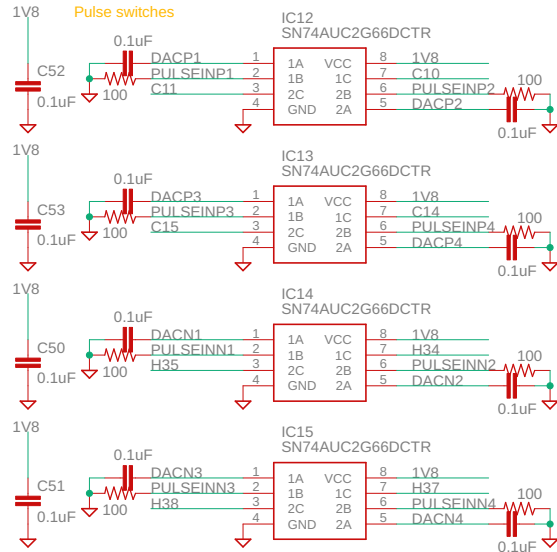 Pulse switches
1V8
C52
0.1uF
0.1uF
100
DACP1
PULSEINP1
C11
IC12
SN74AUC2G66DCTR
1 1A VCC 8
2 1B 1C 7
3 2C 2B 6
4 GND 2A 5
1V8
C10
PULSEINP2
DACP2
100
0.1uF
1V8
C53
0.1uF
0.1uF
100
DACP3
PULSEINP3
C15
IC13
SN74AUC2G66DCTR
1 1A VCC 8
2 1B 1C 7
3 2C 2B 6
4 GND 2A 5
1V8
C14
PULSEINP4
DACP4
100
0.1uF
1V8
C50
0.1uF
0.1uF
100
DACN1
PULSEINN1
H35
IC14
SN74AUC2G66DCTR
1 1A VCC 8
2 1B 1C 7
3 2C 2B 6
4 GND 2A 5
1V8
H34
PULSEINN2
DACN2
100
0.1uF
1V8
C51
0.1uF
0.1uF
100
DACN3
PULSEINN3
H38
IC15
SN74AUC2G66DCTR
1 1A VCC 8
2 1B 1C 7
3 2C 2B 6
4 GND 2A 5
1V8
H37
PULSEINN4
DACN4
100
0.1uF